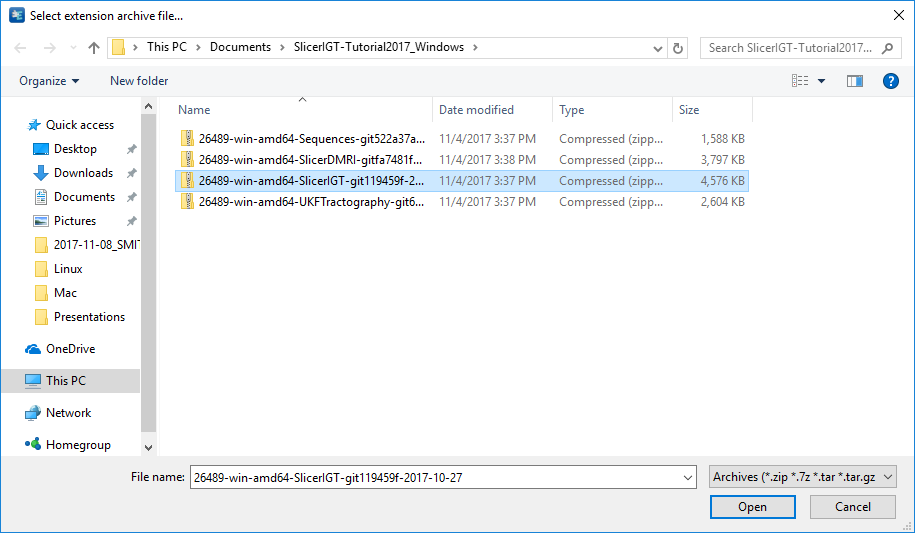 Select extension archive file...
This PC > Documents > SlicerIGT-Tutorial2017_Windows >
Search SlicerIGT-Tutorial2017...
Organize
New folder
?
Name Date modified Type Size
Quick access
Desktop
Downloads
Documents
Pictures
2017-11-08_SMIT
Linux
Mac
Presentations
OneDrive
This PC
Network
Homegroup
26489-win-amd64-Sequences-git522a37a... 11/4/2017 3:37 PM Compressed (zipp... 1,588 KB
26489-win-amd64-SlicerDMRI-gitfa7481f... 11/4/2017 3:38 PM Compressed (zipp... 3,797 KB
26489-win-amd64-SlicerIGT-git119459f-2... 11/4/2017 3:37 PM Compressed (zipp... 4,576 KB
26489-win-amd64-UKFTractography-git6... 11/4/2017 3:37 PM Compressed (zipp... 2,604 KB
File name: 26489-win-amd64-SlicerIGT-git119459f-2017-10-27
Archives (*.zip *.7z *.tar *.tar.gz
Open
Cancel